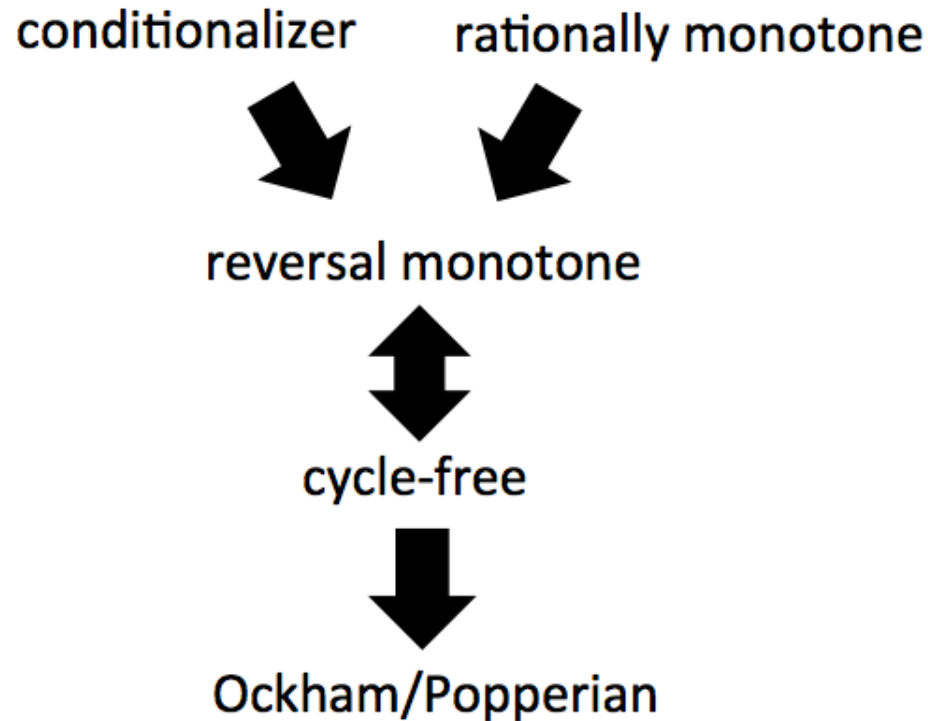 conditionalizer
rationally monotone
reversal monotone
cycle-free
Ockham/Popperian